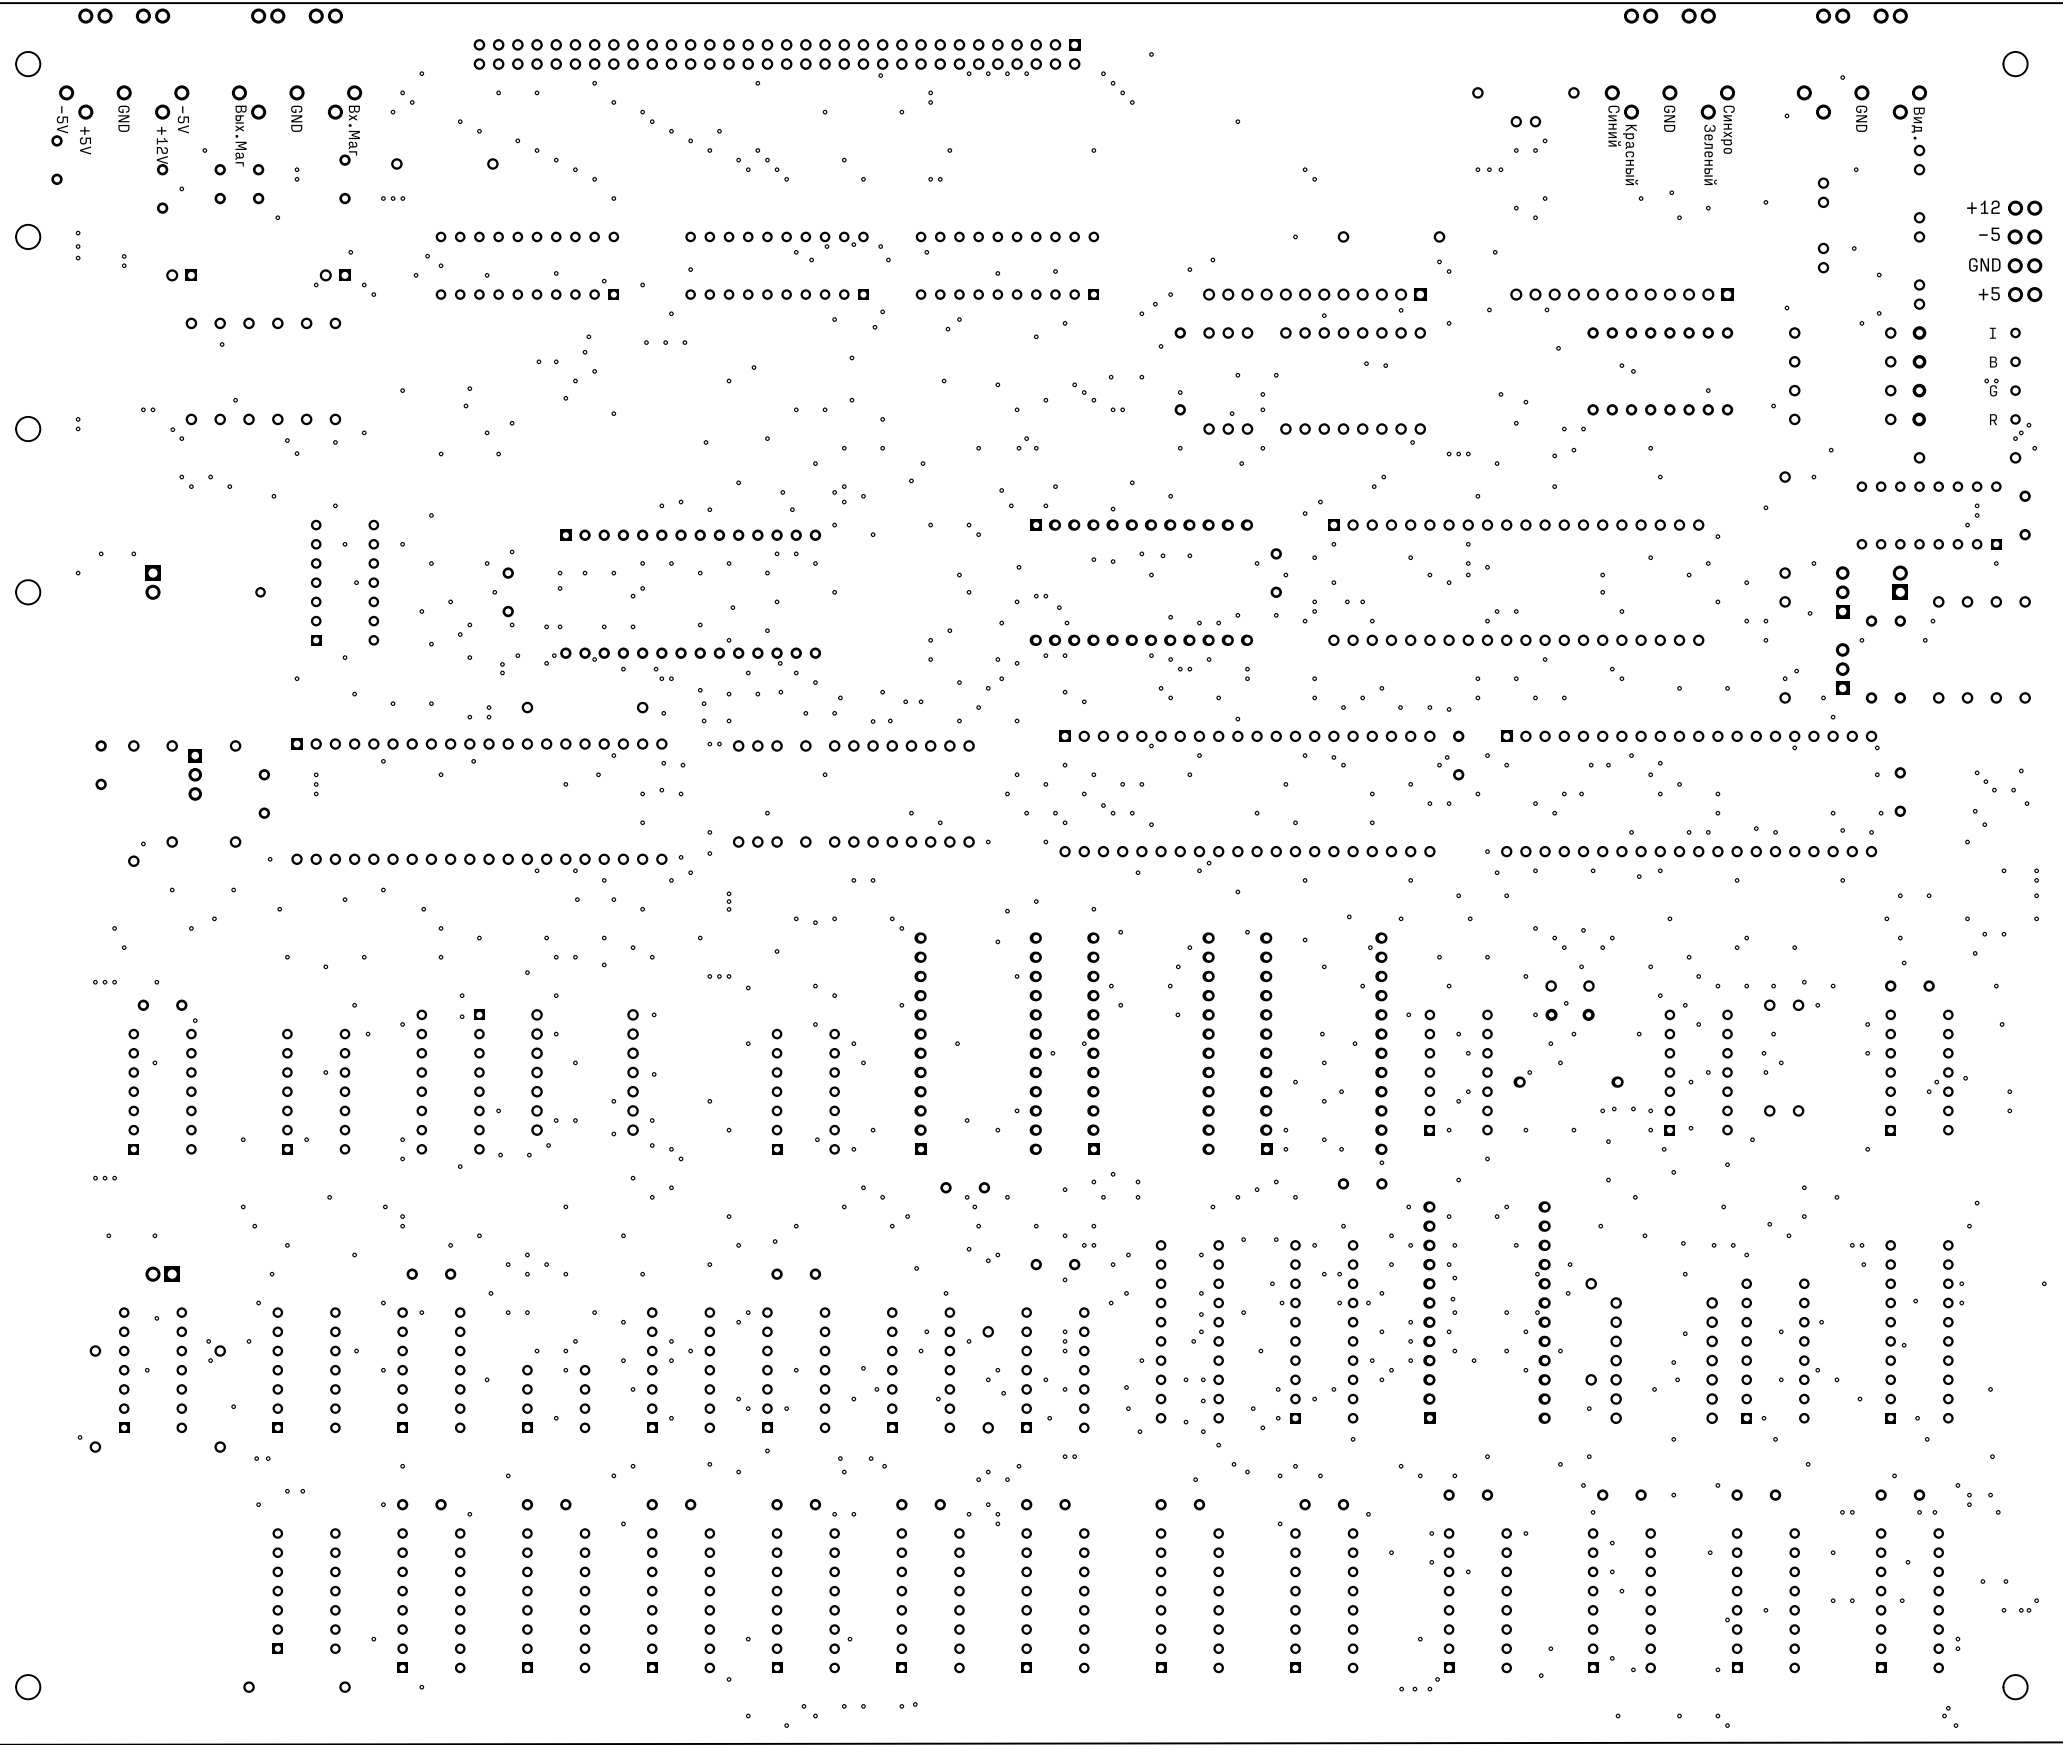 -5V
+5V
GND
+12V
-5V
Вых.Маг
GND
Вх.Маг
Синий
Красный
GND
Зеленый
Синхро
GND
Вид.
+12
-5
GND
+5
I
B
G
R